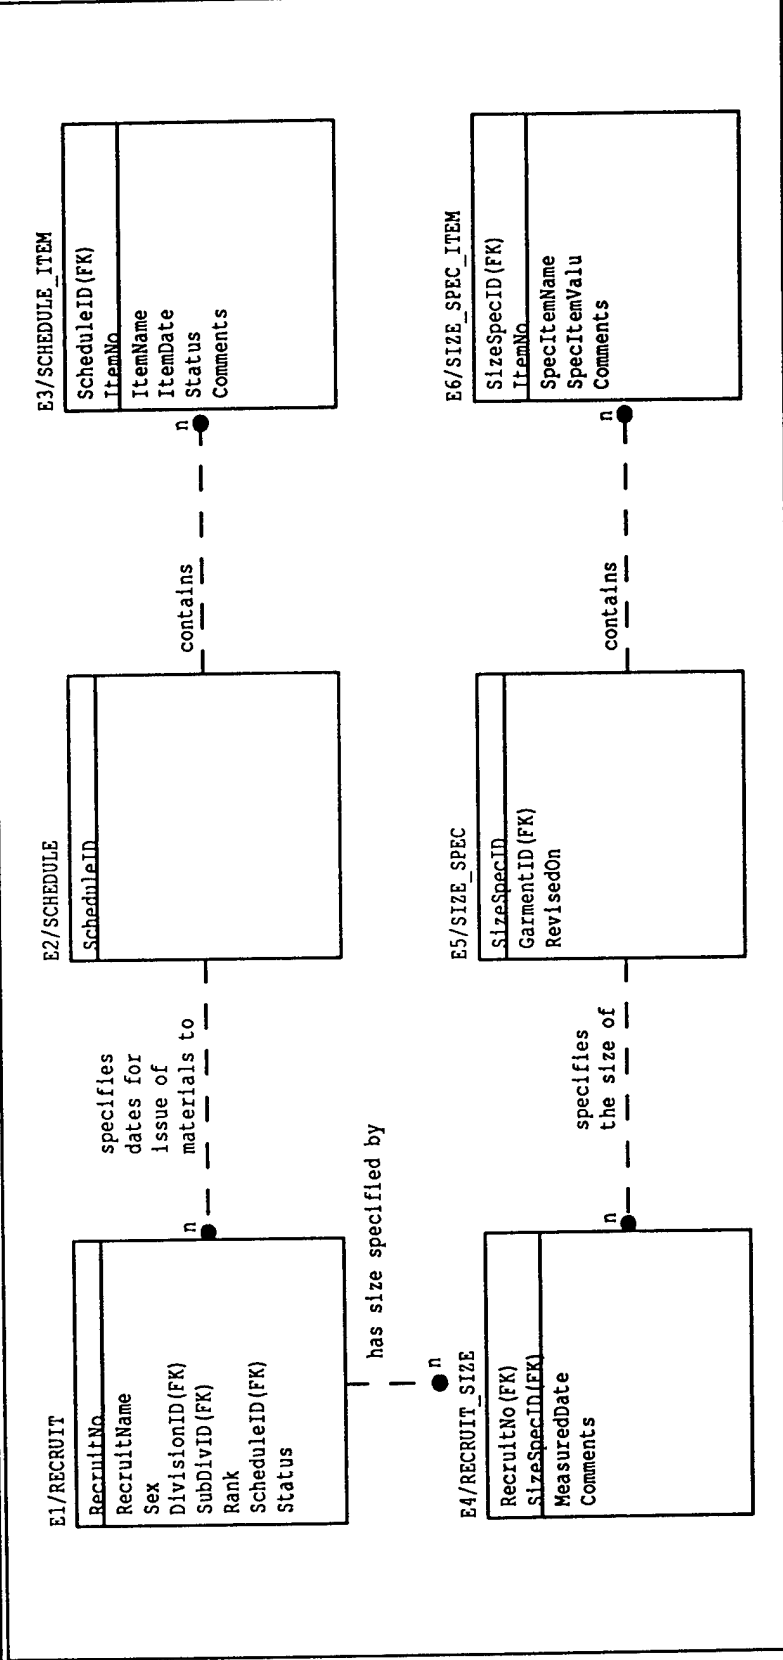 E1/RECRUIT
RecruitNo
RecruitName
Sex
DivisionID(FK)
SubDivID(FK)
Rank
ScheduleID(FK)
Status
n
specifies
dates for
issue of
materials to
E2/SCHEDULE
ScheduleID
contains
n
E3/SCHEDULE_ITEM
ScheduleID(FK)
ItemNo
ItemName
ItemDate
Status
Comments
has size specified by
n
E4/RECRUIT_SIZE
RecruitNo(FK)
SizeSpecID(FK)
MeasuredDate
Comments
n
specifies
the size of
E5/SIZE_SPEC
SizeSpecID
GarmentID(FK)
RevisedOn
contains
n
E6/SIZE_SPEC_ITEM
SizeSpecID(FK)
ItemNo
SpecItemName
SpecItemValu
Comments